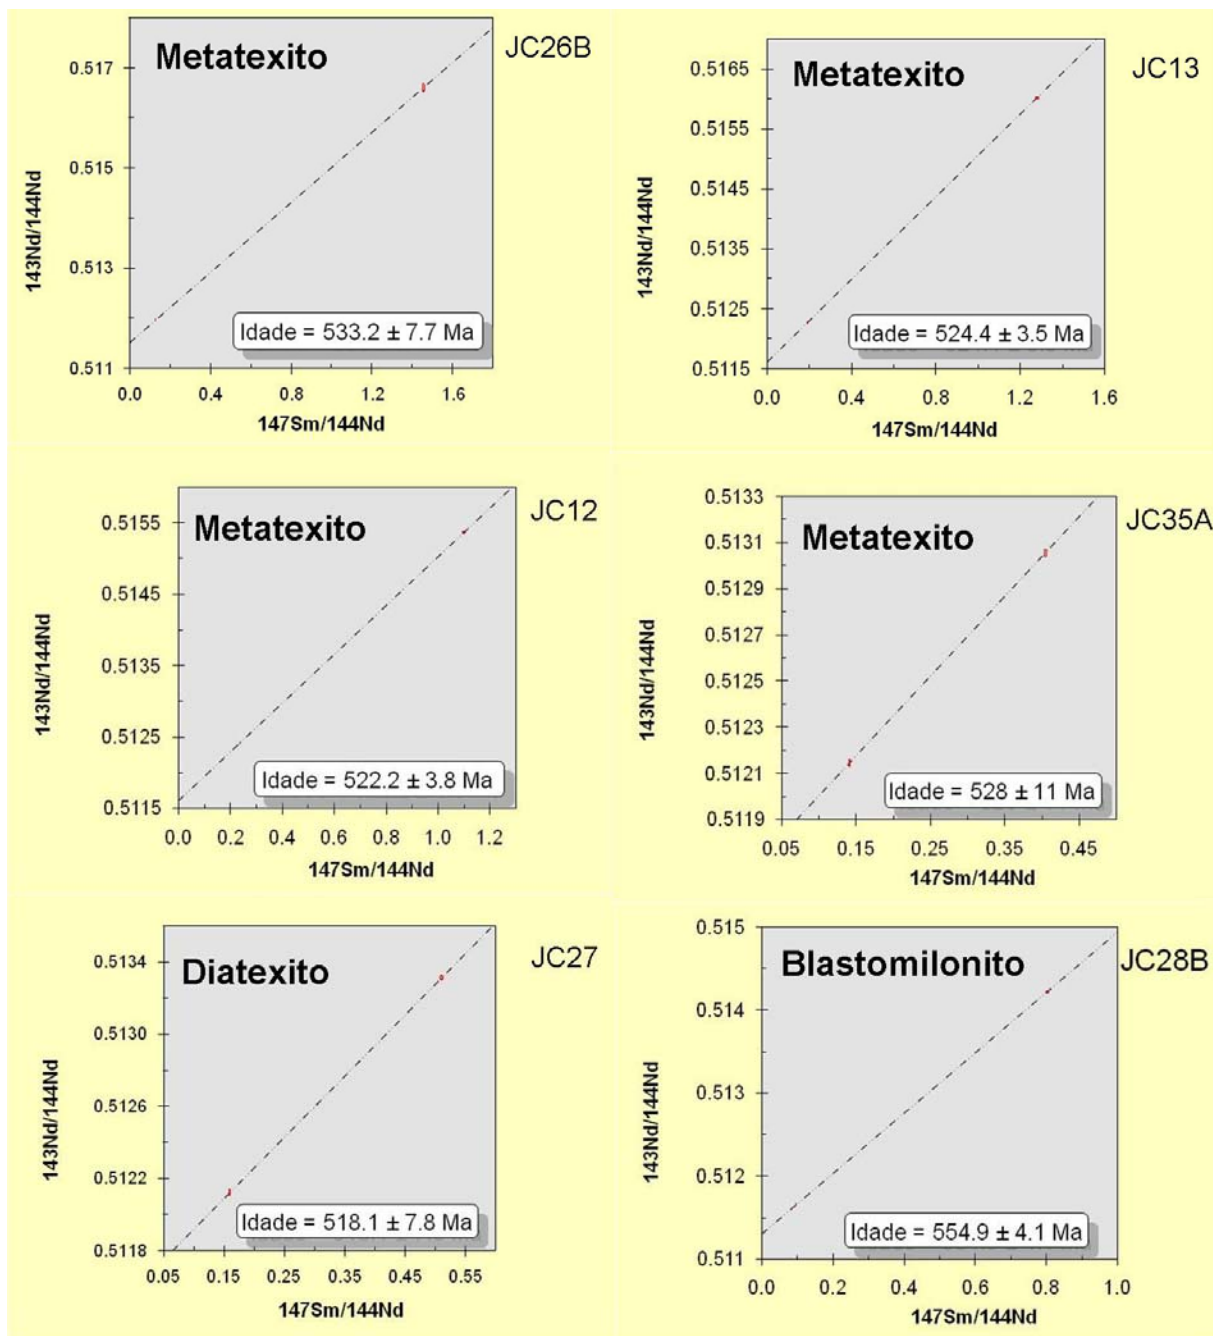 Metatexito
JC26B
0.517
0.515
0.513
0.511
143Nd/144Nd
Idade = 533.2 ± 7.7 Ma
0.0 0.4 0.8 1.2 1.6
147Sm/144Nd
Metatexito
JC13
0.5165
0.5155
0.5145
0.5135
0.5125
0.5115
143Nd/144Nd
Idade = 524.4 ± 3.5 Ma
0.0 0.4 0.8 1.2 1.6
147Sm/144Nd
Metatexito
JC12
0.5155
0.5145
0.5135
0.5125
0.5115
143Nd/144Nd
Idade = 522.2 ± 3.8 Ma
0.0 0.2 0.4 0.6 0.8 1.0 1.2
147Sm/144Nd
Metatexito
JC35A
0.5133
0.5131
0.5129
0.5127
0.5125
0.5123
0.5121
0.5119
143Nd/144Nd
Idade = 528 ± 11 Ma
0.05 0.15 0.25 0.35 0.45
147Sm/144Nd
Diatexito
JC27
0.5134
0.5130
0.5126
0.5122
0.5118
143Nd/144Nd
Idade = 518.1 ± 7.8 Ma
0.05 0.15 0.25 0.35 0.45 0.55
147Sm/144Nd
Blastomilonito
JC28B
0.515
0.514
0.513
0.512
0.511
143Nd/144Nd
Idade = 554.9 ± 4.1 Ma
0.0 0.2 0.4 0.6 0.8 1.0
147Sm/144Nd